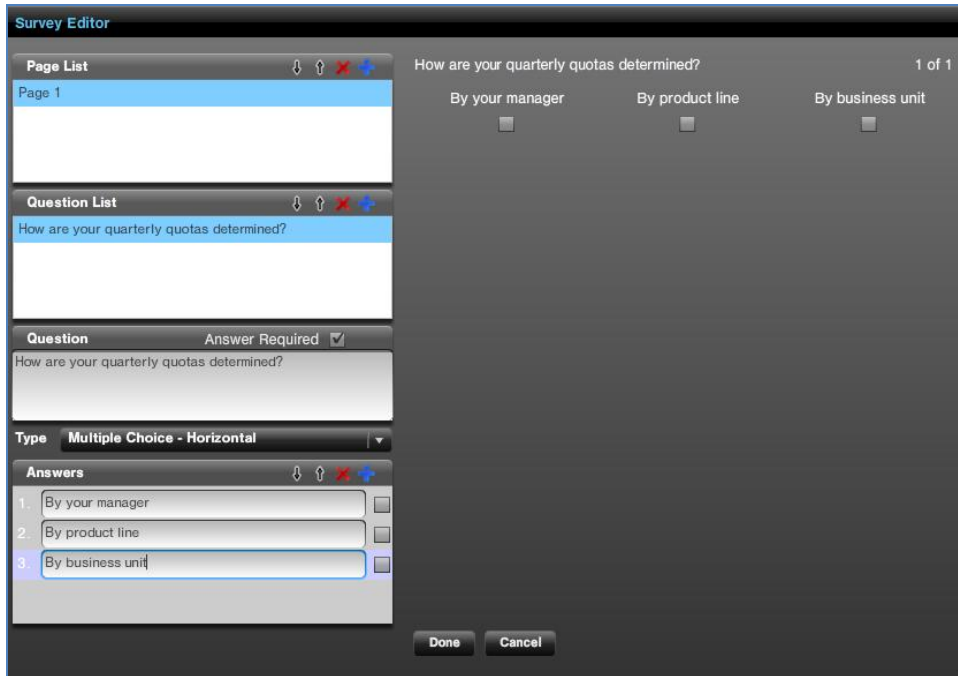 Survey Editor
Page List
Page 1
Question List
How are your quarterly quotas determined?
Question Answer Required
How are your quarterly quotas determined?
Type Multiple Choice - Horizontal
Answers
1. By your manager
2. By product line
3. By business unit
How are your quarterly quotas determined? 1 of 1
By your manager By product line By business unit
Done Cancel